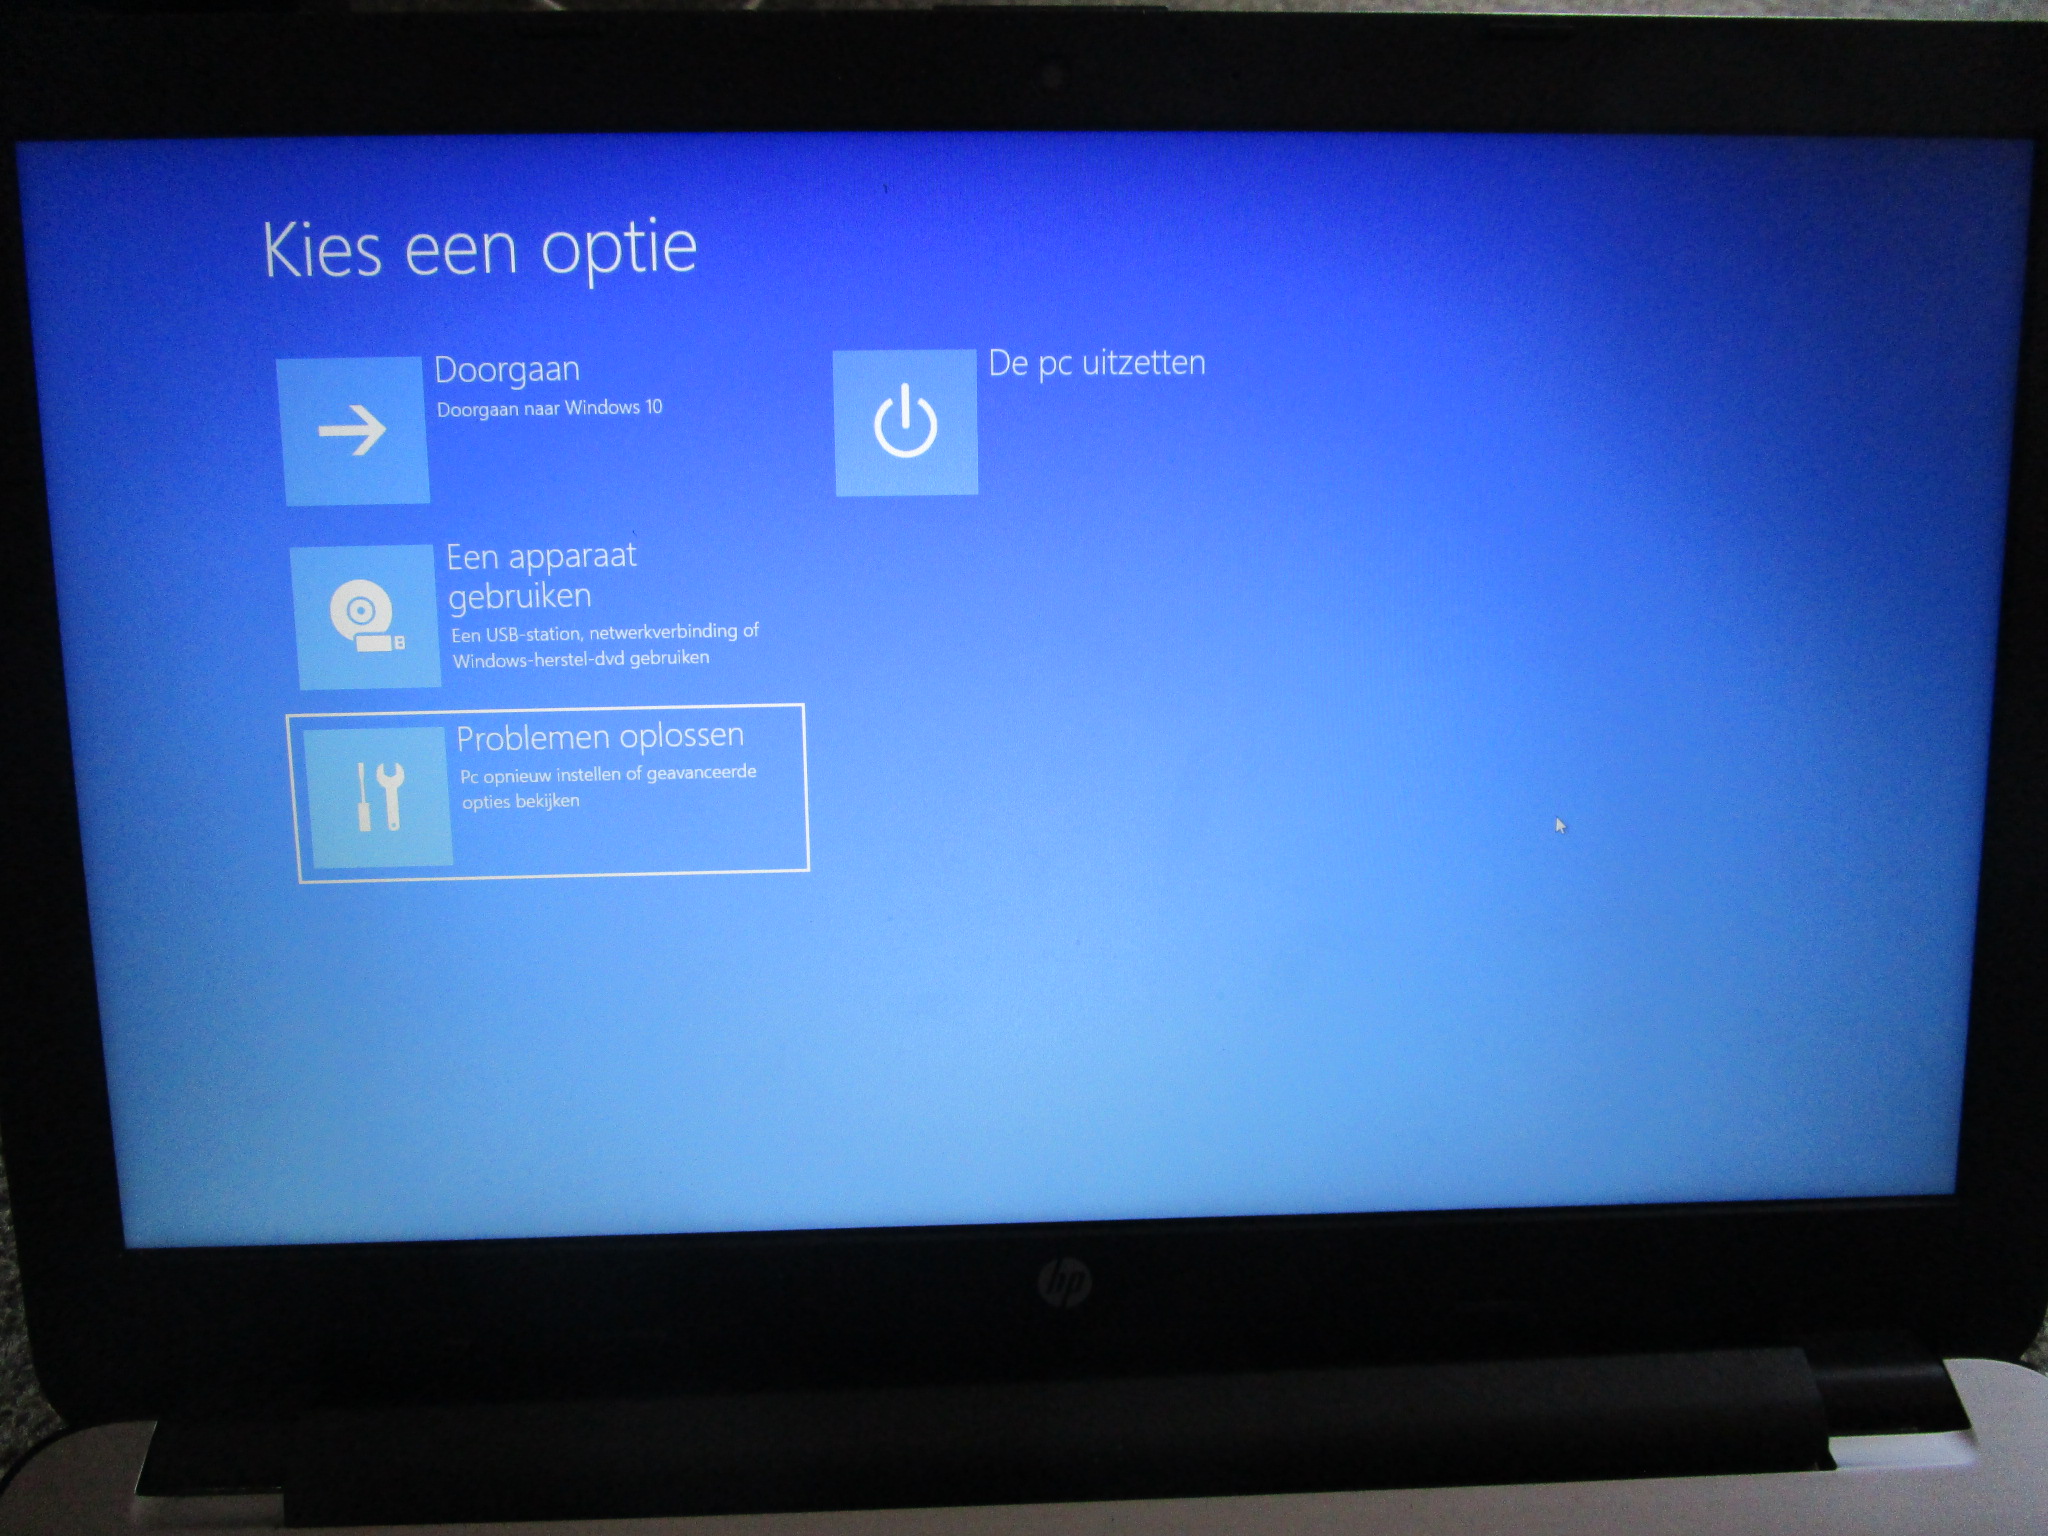 Kies een optie
Doorgaan
Doorgaan naar Windows 10
De pc uitzetten
Een apparaat
gebruiken
Een USB-station, netwerkverbinding of
Windows-herstel-dvd gebruiken
Problemen oplossen
Pc opnieuw instellen of geavanceerde
opties bekijken
hp